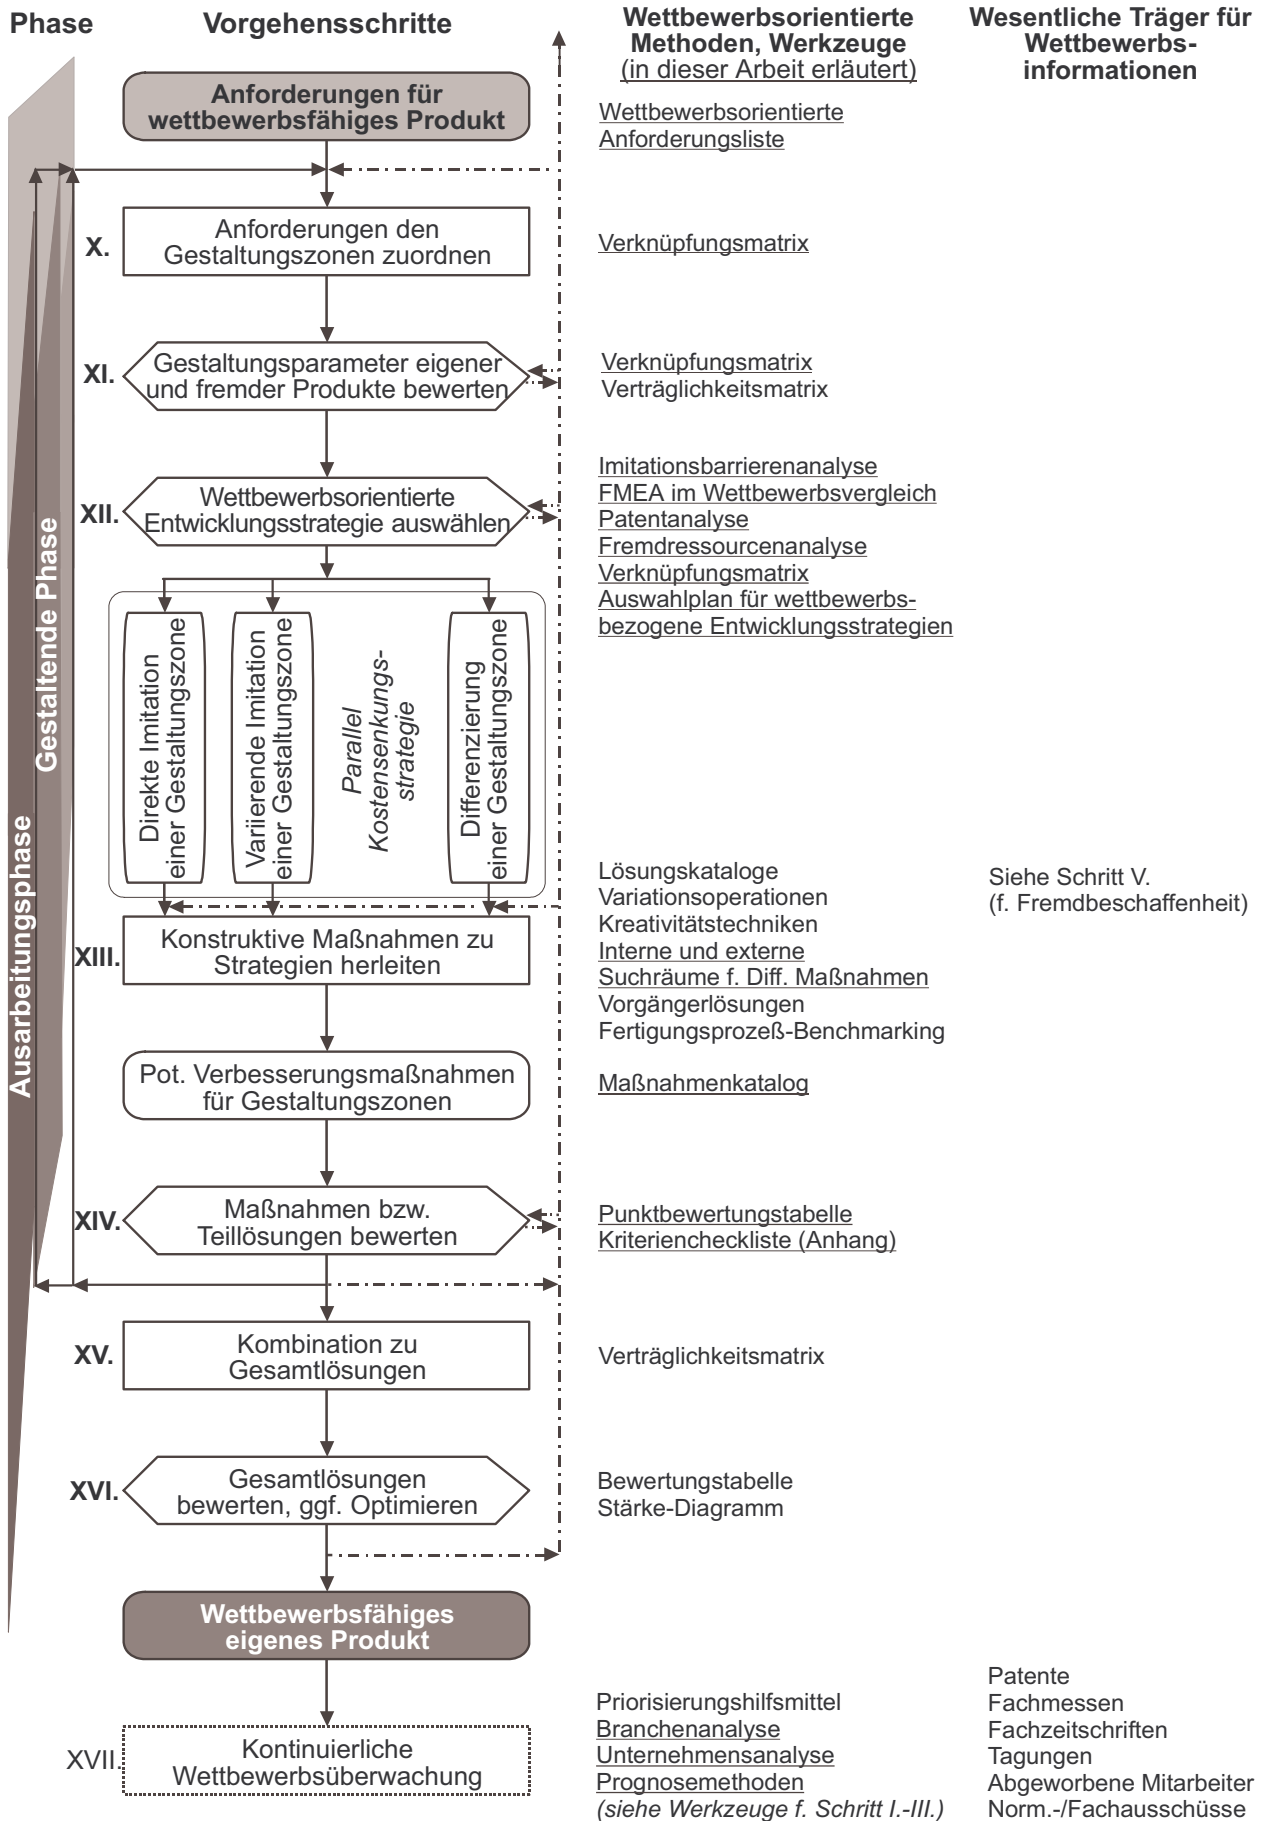 Phase
Vorgehensschritte
Wettbewerbsorientierte
Methoden, Werkzeuge
(in dieser Arbeit erläutert)
Wesentliche Träger für
Wettbewerbs-
informationen
Anforderungen für
wettbewerbsfähiges Produkt
Wettbewerbsorientierte
Anforderungsliste
X.
Anforderungen den
Gestaltungszonen zuordnen
Verknüpfungsmatrix
XI.
Gestaltungsparameter eigener
und fremder Produkte bewerten
Verknüpfungsmatrix
Verträglichkeitsmatrix
XII.
Wettbewerbsorientierte
Entwicklungsstrategie auswählen
Imitationsbarrierenanalyse
FMEA im Wettbewerbsvergleich
Patentanalyse
Fremdressourcenanalyse
Verknüpfungsmatrix
Auswahlplan für wettbewerbs-
bezogene Entwicklungsstrategien
Gestaltende Phase
Ausarbeitungsphase
Direkte Imitation
einer Gestaltungszone
Variierende Imitation
einer Gestaltungszone
Parallel
Kostensenkungs-
strategie
Differenzierung
einer Gestaltungszone
XIII.
Konstruktive Maßnahmen zu
Strategien herleiten
Lösungskataloge
Variationsoperationen
Kreativitätstechniken
Interne und externe
Suchräume f. Diff. Maßnahmen
Vorgängerlösungen
Fertigungsprozeß-Benchmarking
Siehe Schritt V.
(f. Fremdbeschaffenheit)
Pot. Verbesserungsmaßnahmen
für Gestaltungszonen
Maßnahmenkatalog
XIV.
Maßnahmen bzw.
Teillösungen bewerten
Punktbewertungstabelle
Kriteriencheckliste (Anhang)
XV.
Kombination zu
Gesamtlösungen
Verträglichkeitsmatrix
XVI.
Gesamtlösungen
bewerten, ggf. Optimieren
Bewertungstabelle
Stärke-Diagramm
Wettbewerbsfähiges
eigenes Produkt
XVII.
Kontinuierliche
Wettbewerbsüberwachung
Priorisierungshilfsmittel
Branchenanalyse
Unternehmensanalyse
Prognosemethoden
(siehe Werkzeuge f. Schritt I.-III.)
Patente
Fachmessen
Fachzeitschriften
Tagungen
Abgeworbene Mitarbeiter
Norm.-/Fachausschüsse